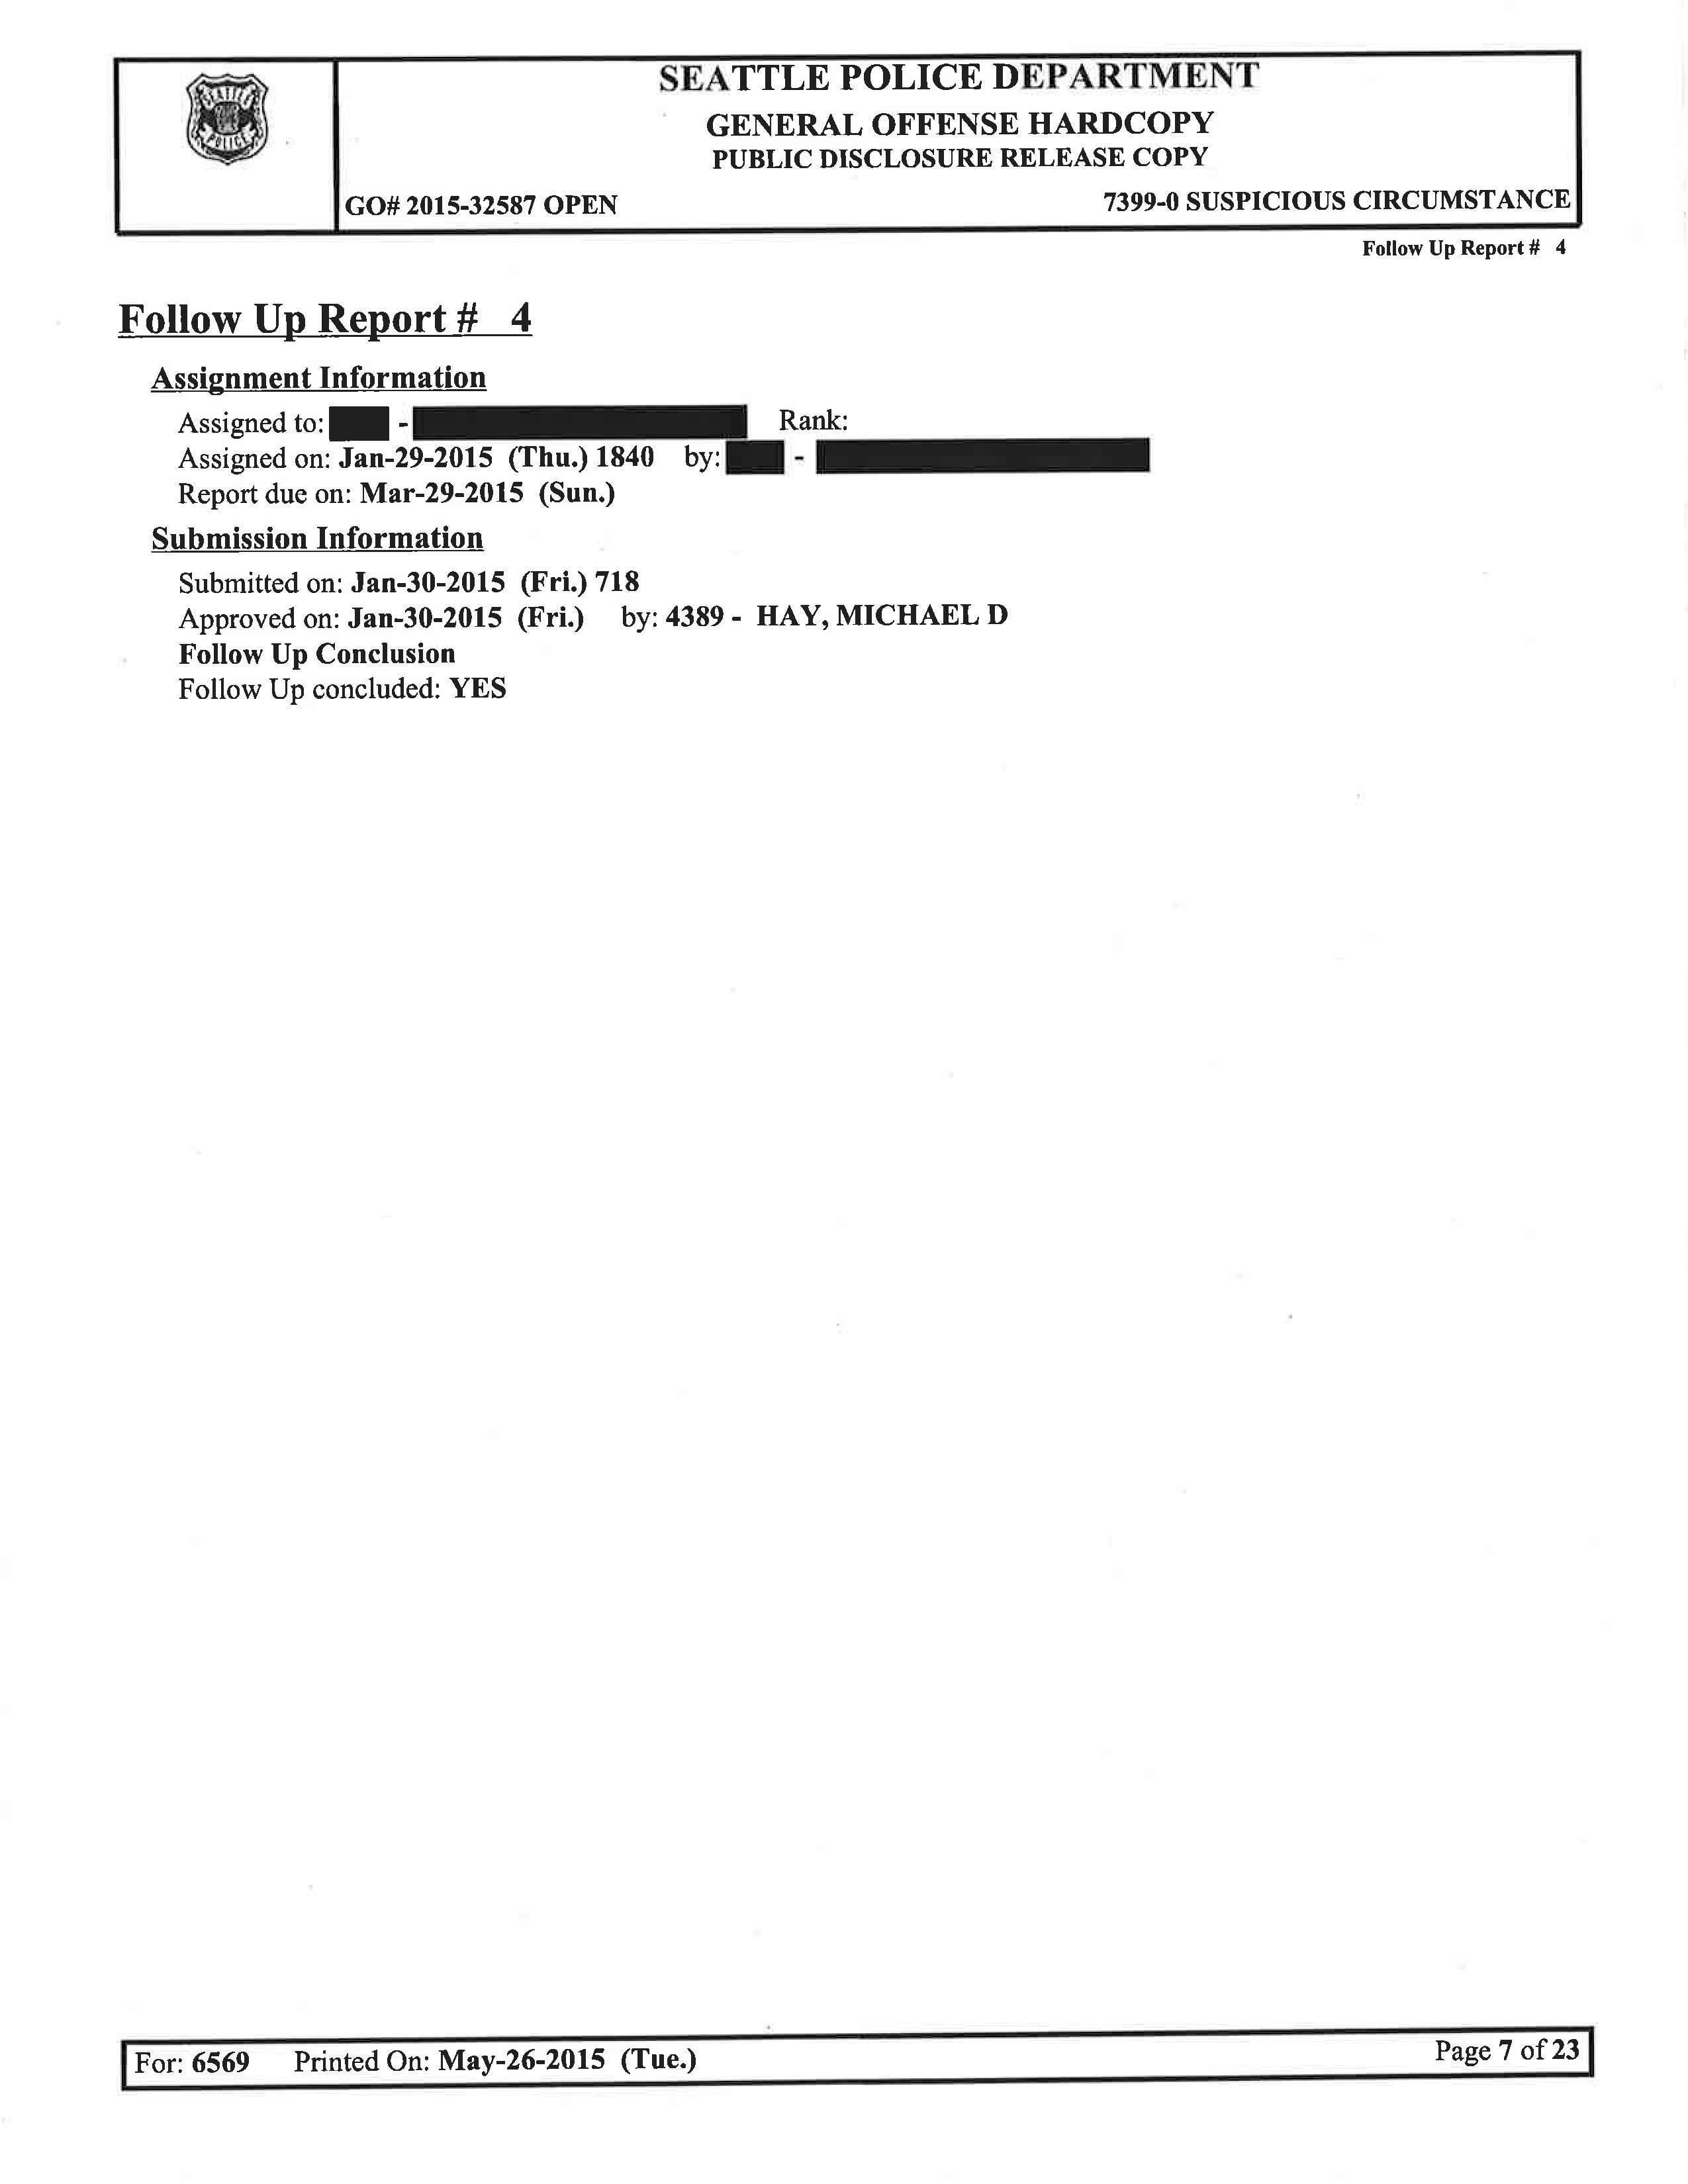 SEATTLE POLICE
SEATTLE POLICE DEPARTMENT
GENERAL OFFENSE HARDCOPY
PUBLIC DISCLOSURE RELEASE COPY
GO# 2015-32587 OPEN 7399-0 SUSPICIOUS CIRCUMSTANCE
Follow Up Report # 4
Follow Up Report # 4
Assignment Information
Assigned to: - Rank:
Assigned on: Jan-29-2015 (Thu.) 1840 by: -
Report due on: Mar-29-2015 (Sun.)
Submission Information
Submitted on: Jan-30-2015 (Fri.) 718
Approved on: Jan-30-2015 (Fri.) by: 4389 - HAY, MICHAEL D
Follow Up Conclusion
Follow Up concluded: YES
For: 6569 Printed On: May-26-2015 (Tue.) Page 7 of 23